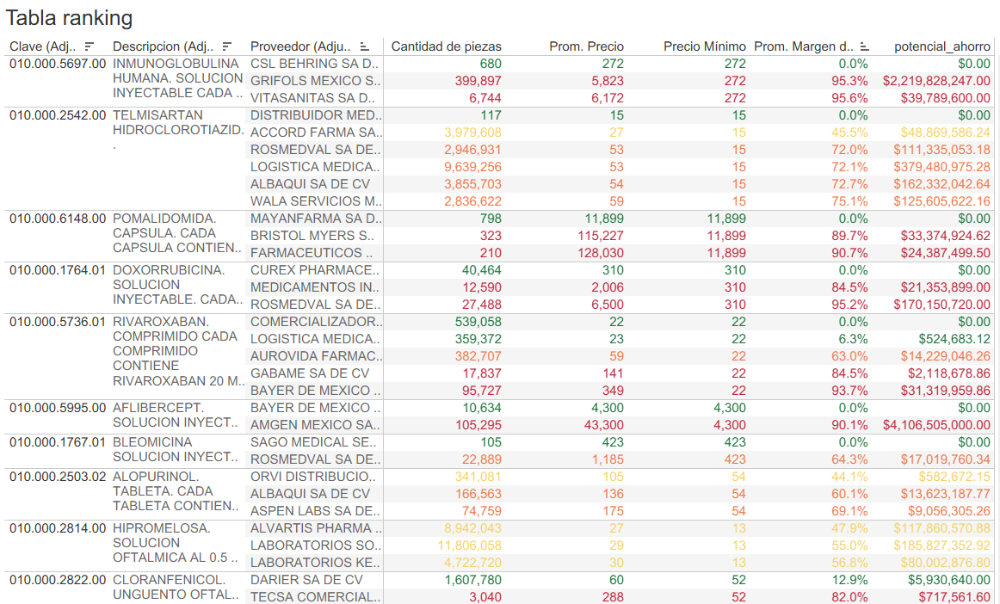 Tabla ranking
Clave (Adj.. Descripcion (Adj.. Proveedor (Adju.. Cantidad de piezas Prom. Precio Precio Mínimo Prom. Margen d.. potencial_ahorro
010.000.5697.00 INMUNOGLOBULINA CSL BEHRING SA D.. 680 272 272 0.0% $0.00
HUMANA. SOLUCION GRIFOLS MEXICO S.. 399,897 5,823 272 95.3% $2,219,828,247.00
INYECTABLE CADA .. VITASANITAS SA D.. 6,744 6,172 272 95.6% $39,789,600.00
010.000.2542.00 TELMISARTAN DISTRIBUIDOR MED.. 117 15 15 0.0% $0.00
HIDROCLOROTIAZID. ACCORD FARMA SA.. 3,979,608 27 15 45.5% $48,869,586.24
. ROSMEDVAL SA DE.. 2,946,931 53 15 72.0% $111,335,053.18
LOGISTICA MEDICA.. 9,639,256 53 15 72.1% $379,480,975.28
ALBAQUI SA DE CV 3,855,703 54 15 72.7% $162,332,042.64
WALA SERVICIOS M.. 2,836,622 59 15 75.1% $125,605,622.16
010.000.6148.00 POMALIDOMIDA. MAYANFARMA SA D.. 798 11,899 11,899 0.0% $0.00
CAPSULA. CADA BRISTOL MYERS S.. 323 115,227 11,899 89.7% $33,374,924.62
CAPSULA CONTIEN.. FARMACEUTICOS .. 210 128,030 11,899 90.7% $24,387,499.50
010.000.1764.01 DOXORRUBICINA. CUREX PHARMACE.. 40,464 310 310 0.0% $0.00
SOLUCION MEDICAMENTOS IN.. 12,590 2,006 310 84.5% $21,353,899.00
INYECTABLE. CADA.. ROSMEDVAL SA DE.. 27,488 6,500 310 95.2% $170,150,720.00
010.000.5736.01 RIVAROXABAN. COMERCIALIZADOR.. 539,058 22 22 0.0% $0.00
COMPRIMIDO CADA LOGISTICA MEDICA.. 359,372 23 22 6.3% $524,683.12
COMPRIMIDO AUROVIDA FARMAC.. 382,707 59 22 63.0% $14,229,046.26
CONTIENE GABAME SA DE CV 17,837 141 22 84.5% $2,118,678.86
RIVAROXABAN 20 M.. BAYER DE MEXICO .. 95,727 349 22 93.7% $31,319,959.86
010.000.5995.00 AFLIBERCEPT. BAYER DE MEXICO .. 10,634 4,300 4,300 0.0% $0.00
SOLUCION INYECT.. AMGEN MEXICO SA.. 105,295 43,300 4,300 90.1% $4,106,505,000.00
010.000.1767.01 BLEOMICINA SAGO MEDICAL SE.. 105 423 423 0.0% $0.00
SOLUCION INYECT.. ROSMEDVAL SA DE.. 22,889 1,185 423 64.3% $17,019,760.34
010.000.2503.02 ALOPURINOL. ORVI DISTRIBUCIO.. 341,081 105 54 44.1% $582,672.15
TABLETA. CADA ALBAQUI SA DE CV 166,563 136 54 60.1% $13,623,187.77
TABLETA CONTIEN.. ASPEN LABS SA DE.. 74,759 175 54 69.1% $9,056,305.26
010.000.2814.00 HIPROMELOSA. ALVARTIS PHARMA .. 8,942,043 27 13 47.9% $117,860,570.88
SOLUCION LABORATORIOS SO.. 11,806,058 29 13 55.0% $185,827,352.92
OFTALMICA AL 0.5 .. LABORATORIOS KE.. 4,722,720 30 13 56.8% $80,002,876.80
010.000.2822.00 CLORANFENICOL. DARIER SA DE CV 1,607,780 60 52 12.9% $5,930,640.00
UNGUENTO OFTAL.. TECSA COMERCIAL.. 3,040 288 52 82.0% $717,561.60